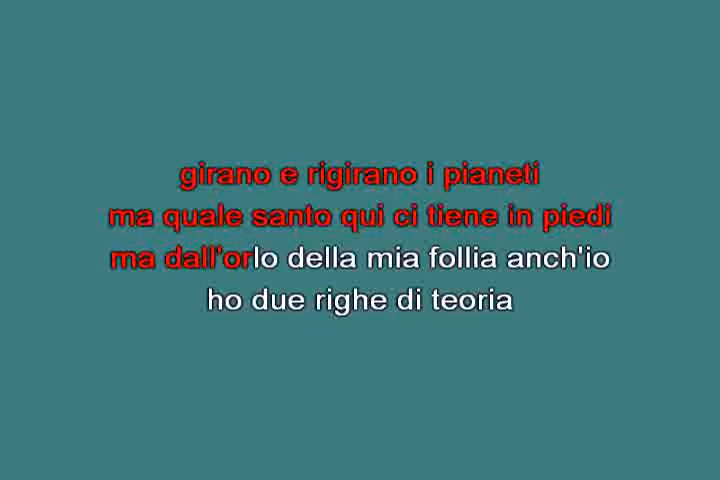 girano e rigirano i pianeti
ma quale santo qui ci tiene in piedi
ma dall'orlo della mia follia anch'io
ho due righe di teoria